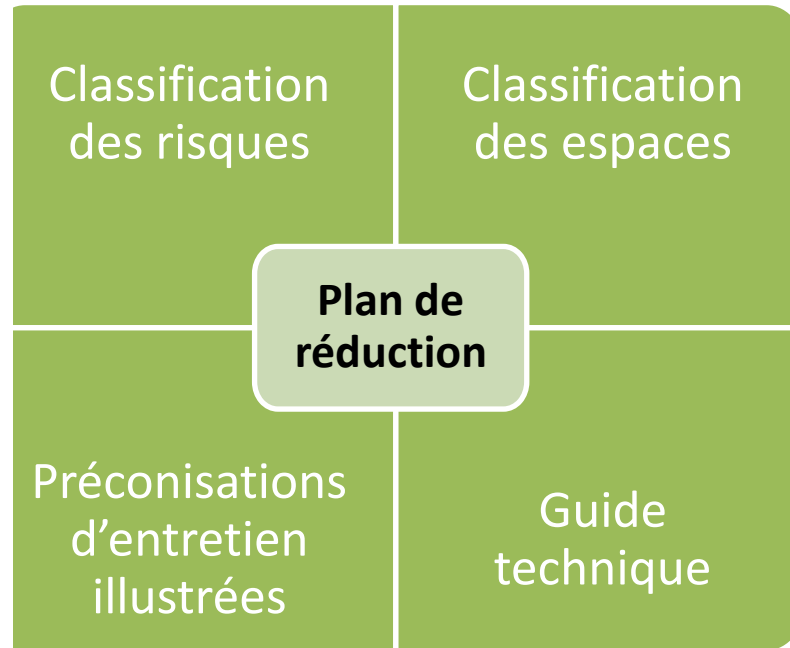 Classification
des risques
Classification
des espaces
Plan de
réduction
Préconisations
d’entretien
illustrées
Guide
technique